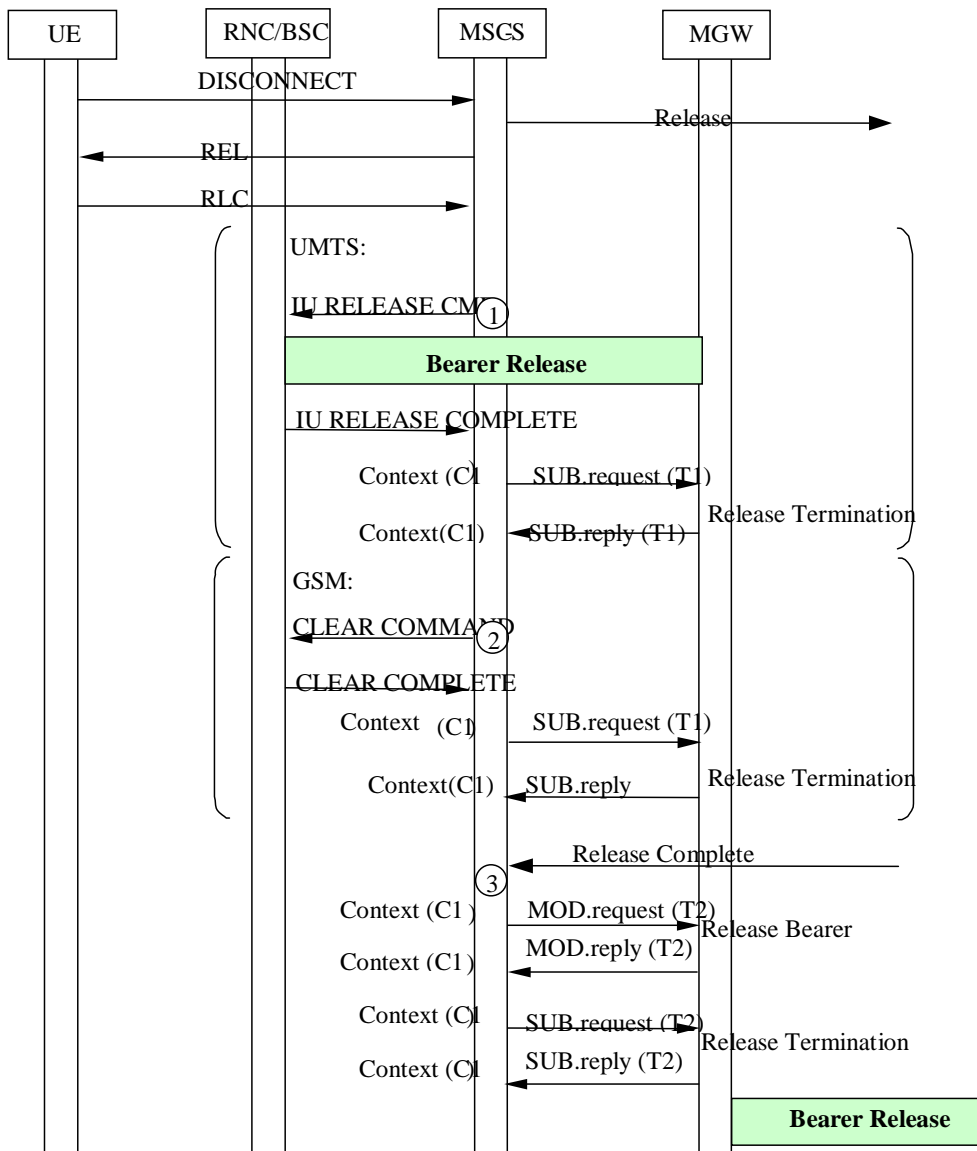 UE
RNC/BSC
MSC-S
MGW
DISCONNECT
Release
REL
RLC
UMTS:
IU RELEASE CMD
1
Bearer Release
IU RELEASE COMPLETE
Context (C1
SUB.request (T1)
Context(C1)
SUB.reply (T1)
Release Termination
GSM:
CLEAR COMMAND
2
CLEAR COMPLETE
Context (C1)
SUB.request (T1)
Context(C1)
SUB.reply
Release Termination
Release Complete
3
Context (C1)
MOD.request (T2)
Release Bearer
Context (C1)
MOD.reply (T2)
Context (C)1
SUB.request (T2)
Release Termination
Context (C)1
SUB.reply (T2)
Bearer Release